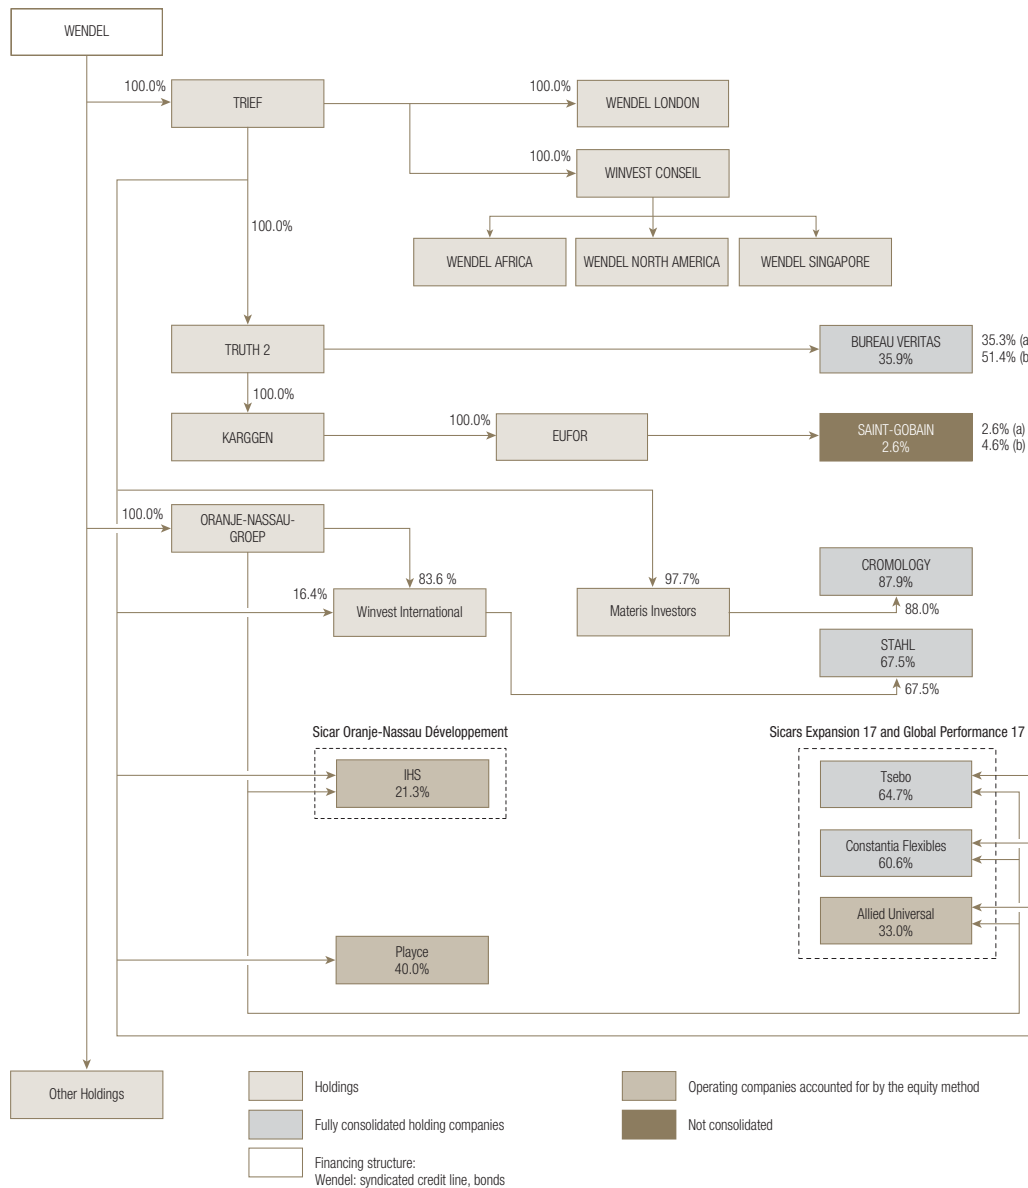 WENDEL
100.0%
TRIEF
100.0%
WENDEL LONDON
100.0%
WINVEST CONSEIL
100.0%
WENDEL AFRICA
WENDEL NORTH AMERICA
WENDEL SINGAPORE
TRUTH 2
BUREAU VERITAS
35.9%
35.3% (a
51.4% (b
100.0%
KARGGEN
100.0%
EUFOR
SAINT-GOBAIN
2.6%
2.6% (a)
4.6% (b)
100.0%
ORANJE-NASSAU-
GROEP
83.6 %
16.4%
Winvest International
97.7%
Materis Investors
CROMOLOGY
87.9%
88.0%
STAHL
67.5%
67.5%
Sicar Oranje-Nassau Développement
IHS
21.3%
Sicars Expansion 17 and Global Performance 17
Tsebo
64.7%
Constantia Flexibles
60.6%
Allied Universal
33.0%
Playce
40.0%
Other Holdings
Holdings
Fully consolidated holding companies
Financing structure:
Wendel: syndicated credit line, bonds
Operating companies accounted for by the equity method
Not consolidated